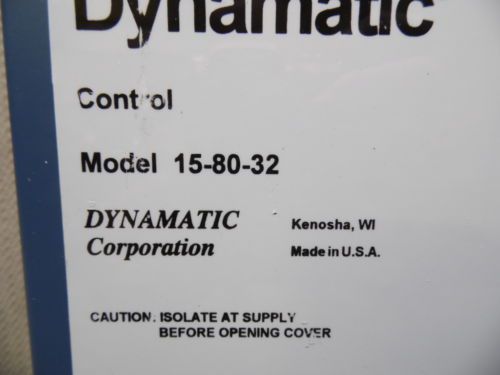 Dynamatic
Control
Model 15-80-32
DYNAMATIC Kenosha, WI
Corporation Made in U.S.A.
CAUTION: ISOLATE AT SUPPLY
BEFORE OPENING COVER